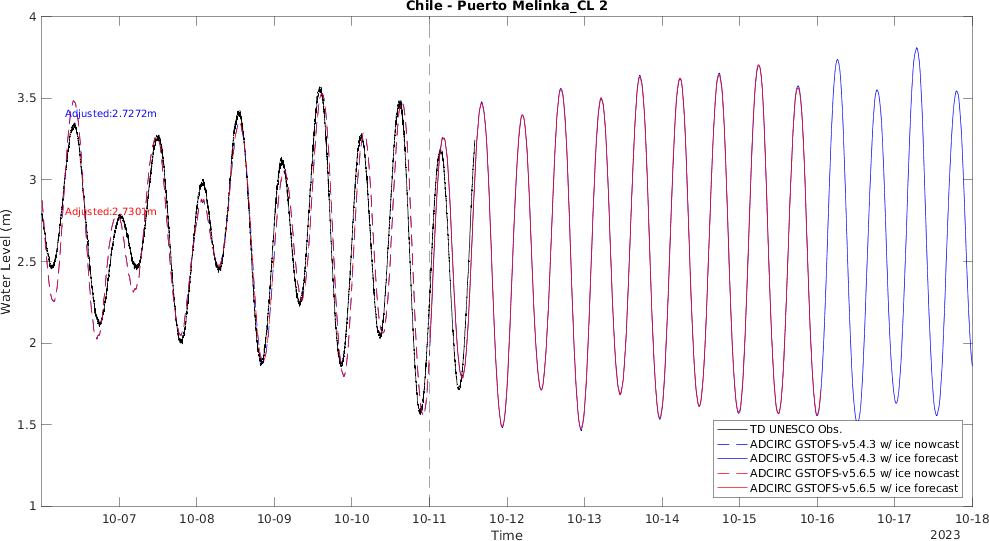 Chile - Puerto Melinka_CL 2
4
3.5
3
2.5
2
1.5
1
Water Level (m)
Adjusted:2.7272m
Adjusted:2.7301m
TD UNESCO Obs.
ADCIRC GSTOFS-v5.4.3 w/ ice nowcast
ADCIRC GSTOFS-v5.4.3 w/ ice forecast
ADCIRC GSTOFS-v5.6.5 w/ ice nowcast
ADCIRC GSTOFS-v5.6.5 w/ ice forecast
10-07 10-08 10-09 10-10 10-11 10-12 10-13 10-14 10-15 10-16 10-17 10-18
Time
2023